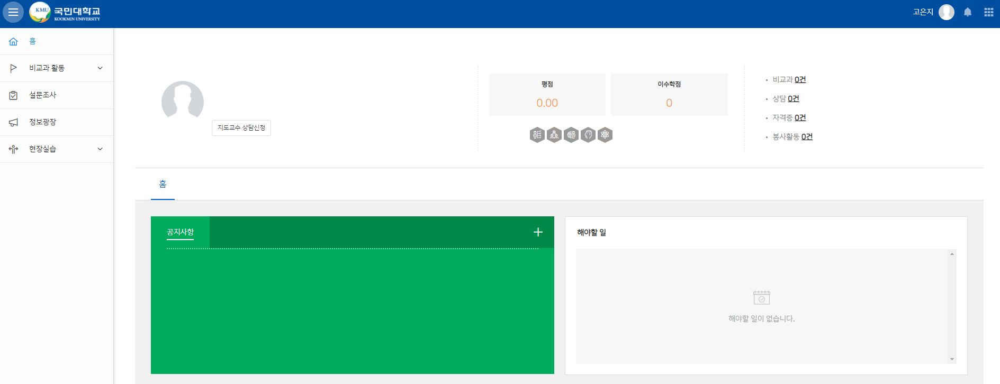 KMU 국민대학교
KOOKMIN UNIVERSITY
고은지
홈
비교과 활동
설문조사
정보광장
현장실습
지도교수 상담신청
평점
0.00
이수학점
0
비교과 0건
상담 0건
자격증 0건
봉사활동 0건
홈
공지사항
해야할 일
해야할 일이 없습니다.